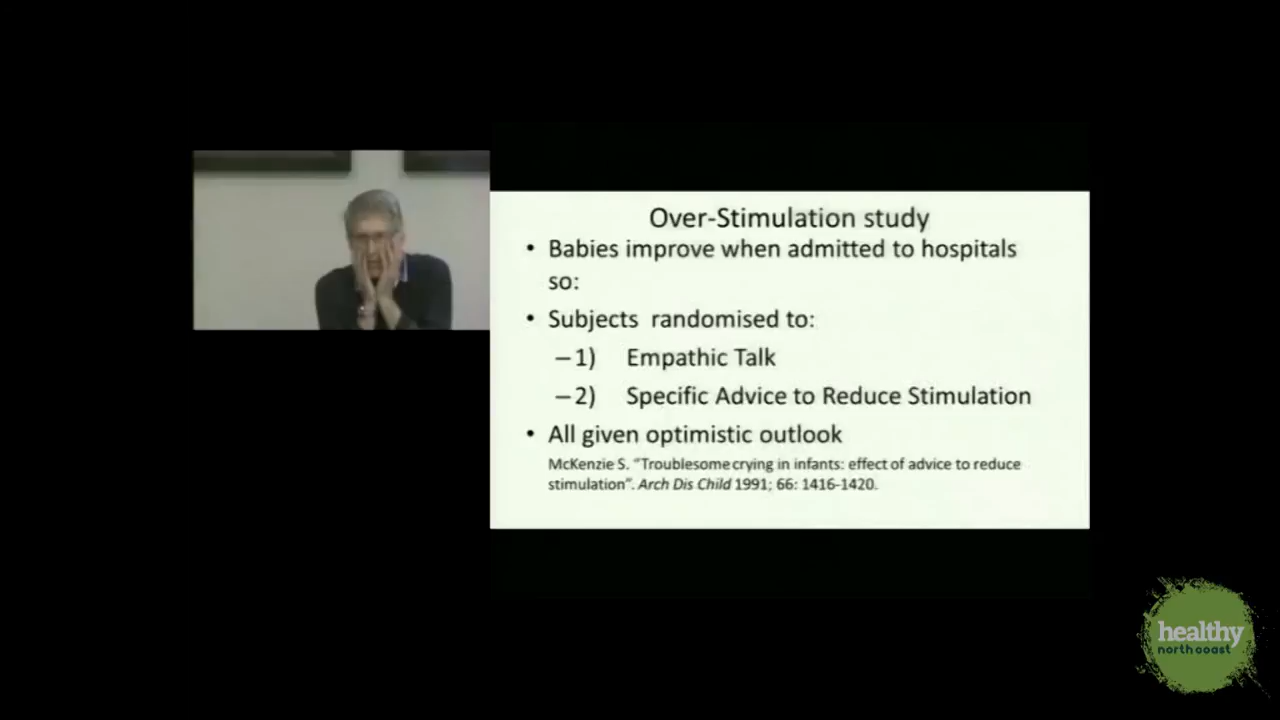 Over-Stimulation study
• Babies improve when admitted to hospitals
so:
• Subjects randomised to:
– 1) Empathic Talk
– 2) Specific Advice to Reduce Stimulation
• All given optimistic outlook
McKenzie S. "Troublesome crying in infants: effect of advice to reduce
stimulation". Arch Dis Child 1991; 66: 1416-1420.
healthy
north coast